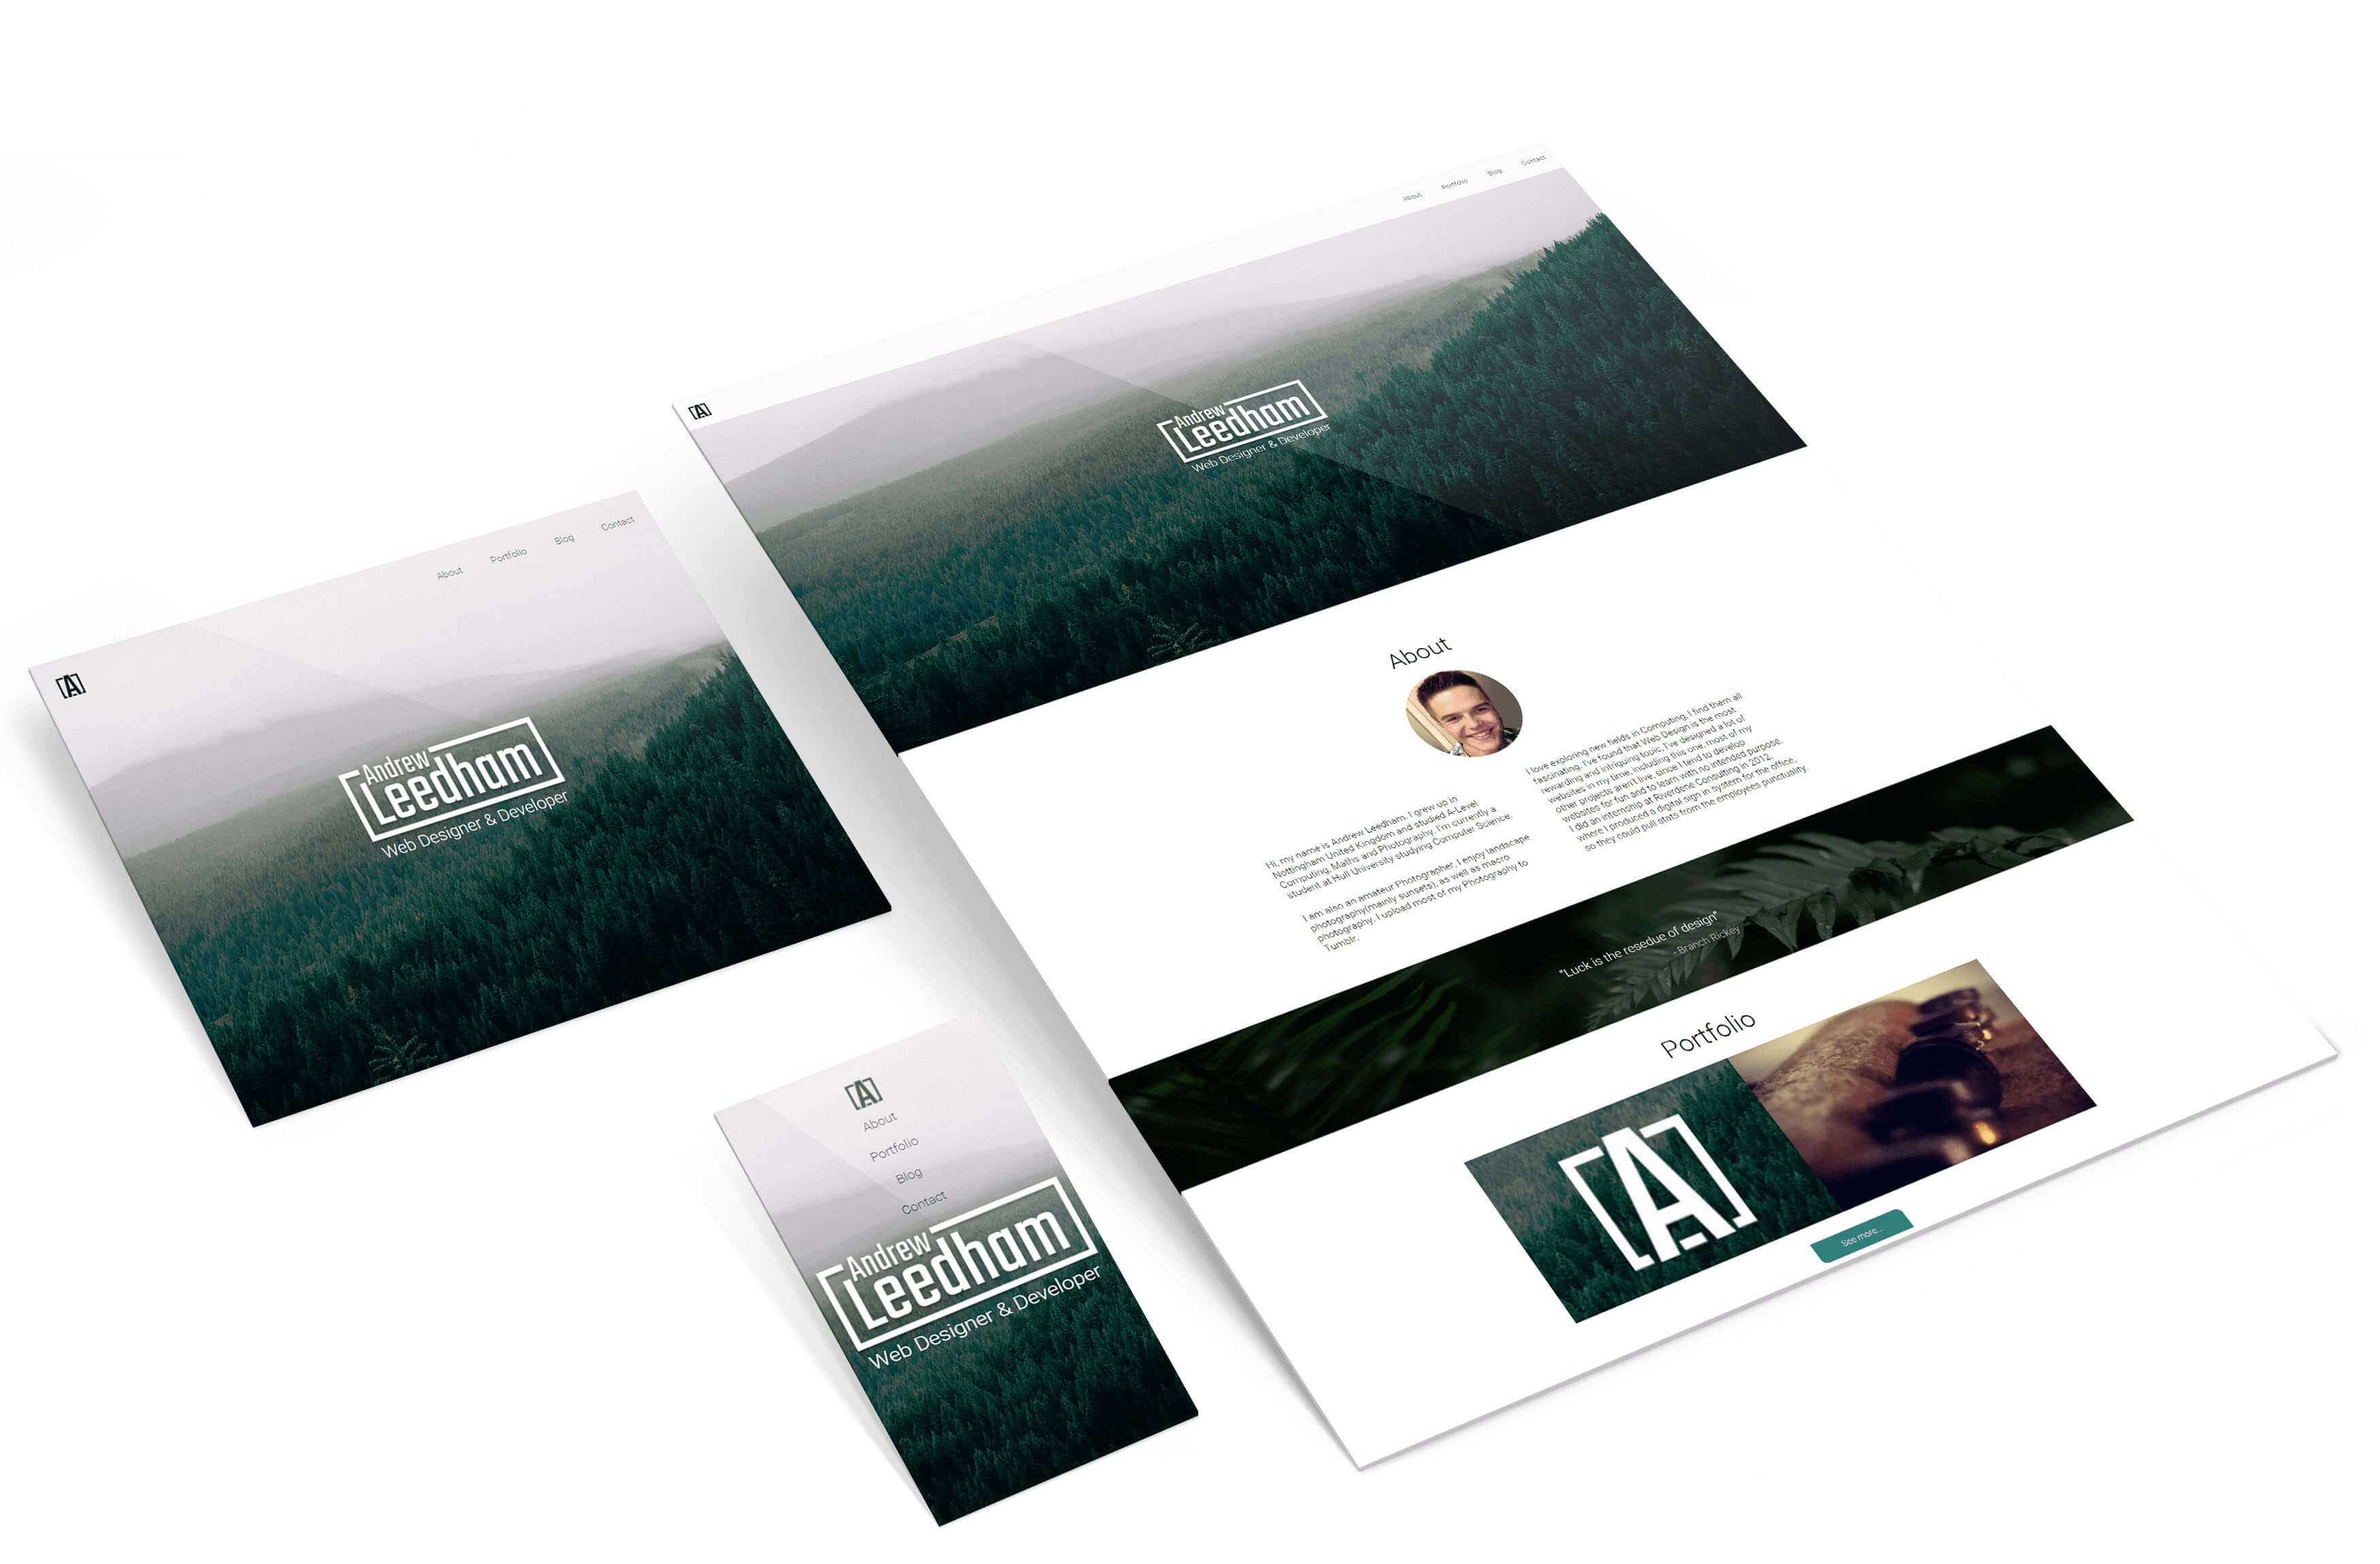 [A]
About
Portfolio
Blog
Contact
Andrew
Leedham
Web Designer & Developer
[A]
About
Portfolio
Blog
Contact
Andrew
Leedham
Web Designer & Developer
[A]
About
Portfolio
Blog
Contact
Andrew
Leedham
Web Designer & Developer
About
Hi, my name is Andrew Leedham. I grew up in
Nottingham United Kingdom and studied A-Level
Computing, Maths and Photography. I'm currently a
student at Hull University studying Computer Science.
I am also an amateur Photographer, I enjoy landscape
photography(mainly sunsets), as well as macro
photography. I upload most of my Photography to
Tumblr.
I love exploring new fields in Computing, I find them all
fascinating. I've found that Web Design is the most
rewarding and intriguing topic, I've designed a lot of
websites in my time, including this one, most of my
other projects aren't live, since I tend to develop
websites for fun and to learn with no intended purpose.
I did an internship at Riverdene Consulting in 2012,
where I produced a digital sign in system for the office,
so they could pull stats from the employees punctuality.
"Luck is the resedue of design"
- Branch Rickey
Portfolio
[A]
See more...